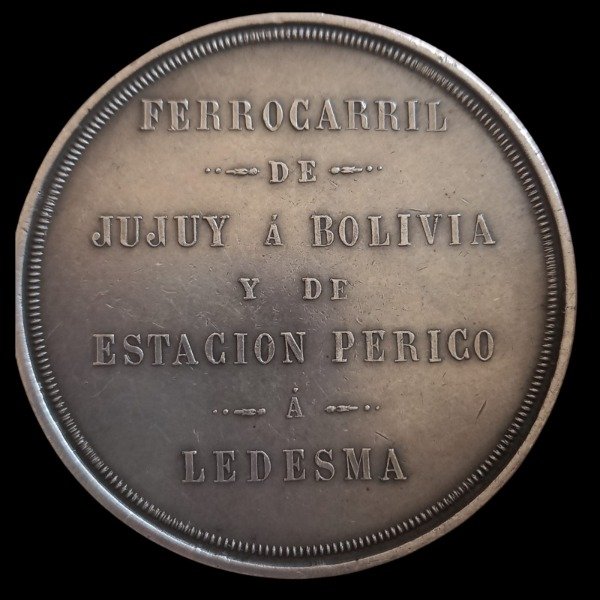 FERROCARRIL
DE
JUJUY Á BOLIVIA
Y DE
ESTACION PERICO
Á
LEDESMA